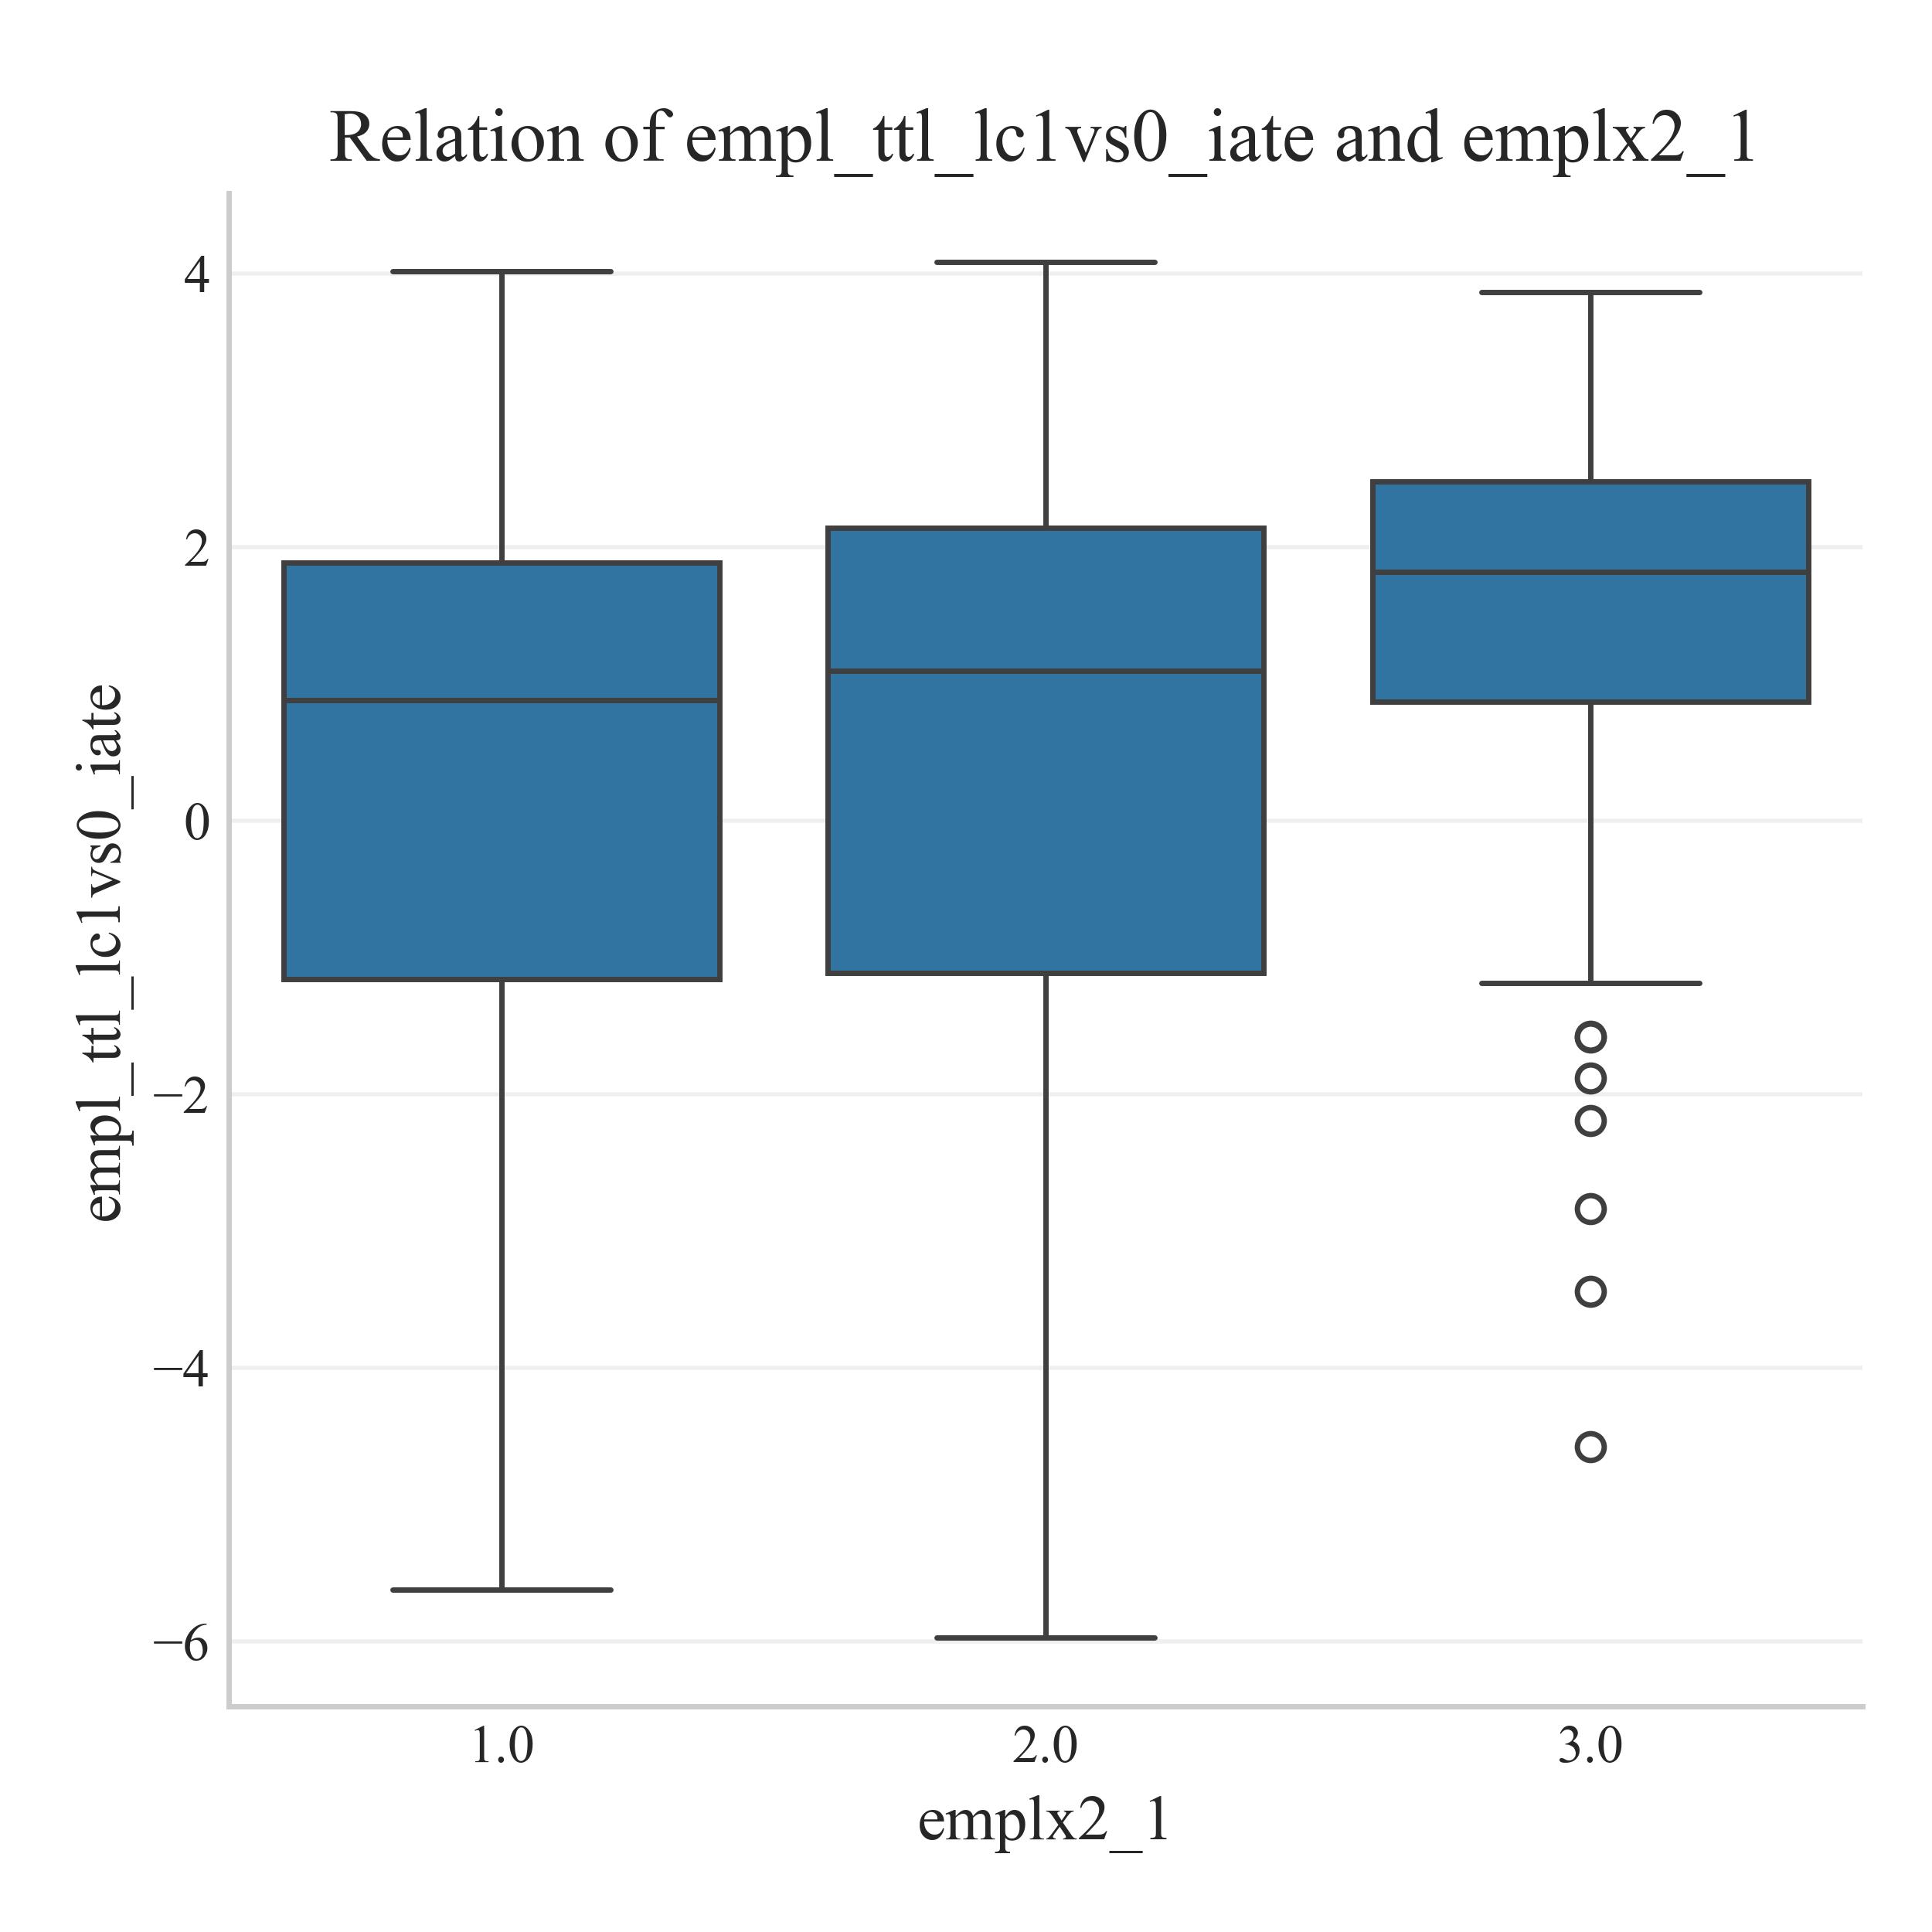 Relation of empl_ttl_lc1vs0_iate and emplx2_1
4
2
0
−2
−4
−6
empl_ttl_lc1vs0_iate
1.0 2.0 3.0
emplx2_1